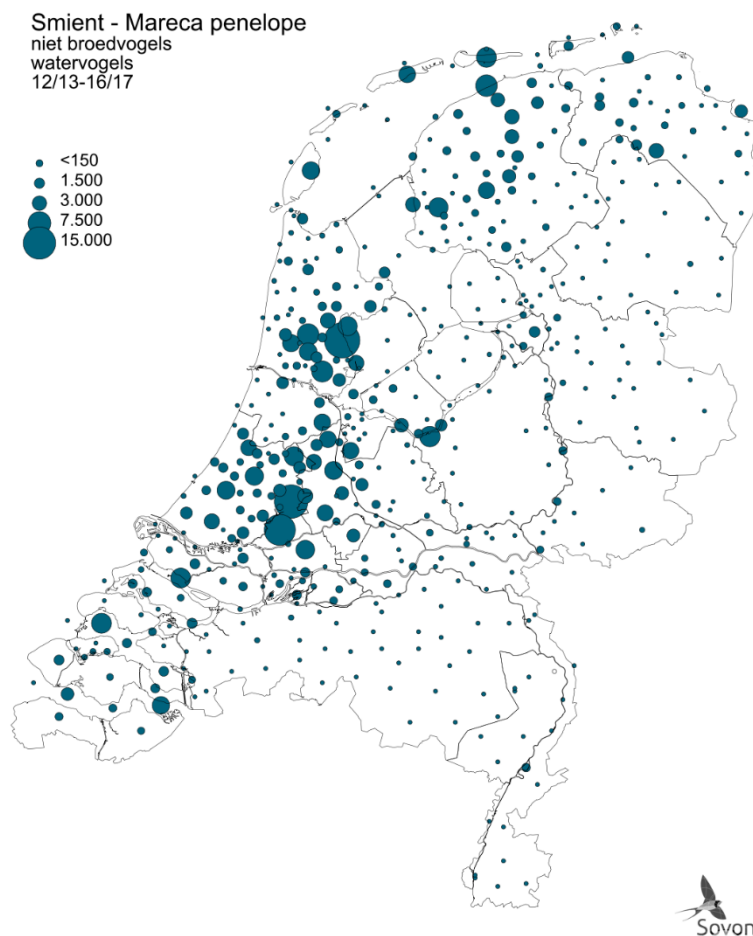 Smient - Mareca penelope
niet broedvogels
watervogels
12/13-16/17
<150
1.500
3.000
7.500
15.000
Sovon